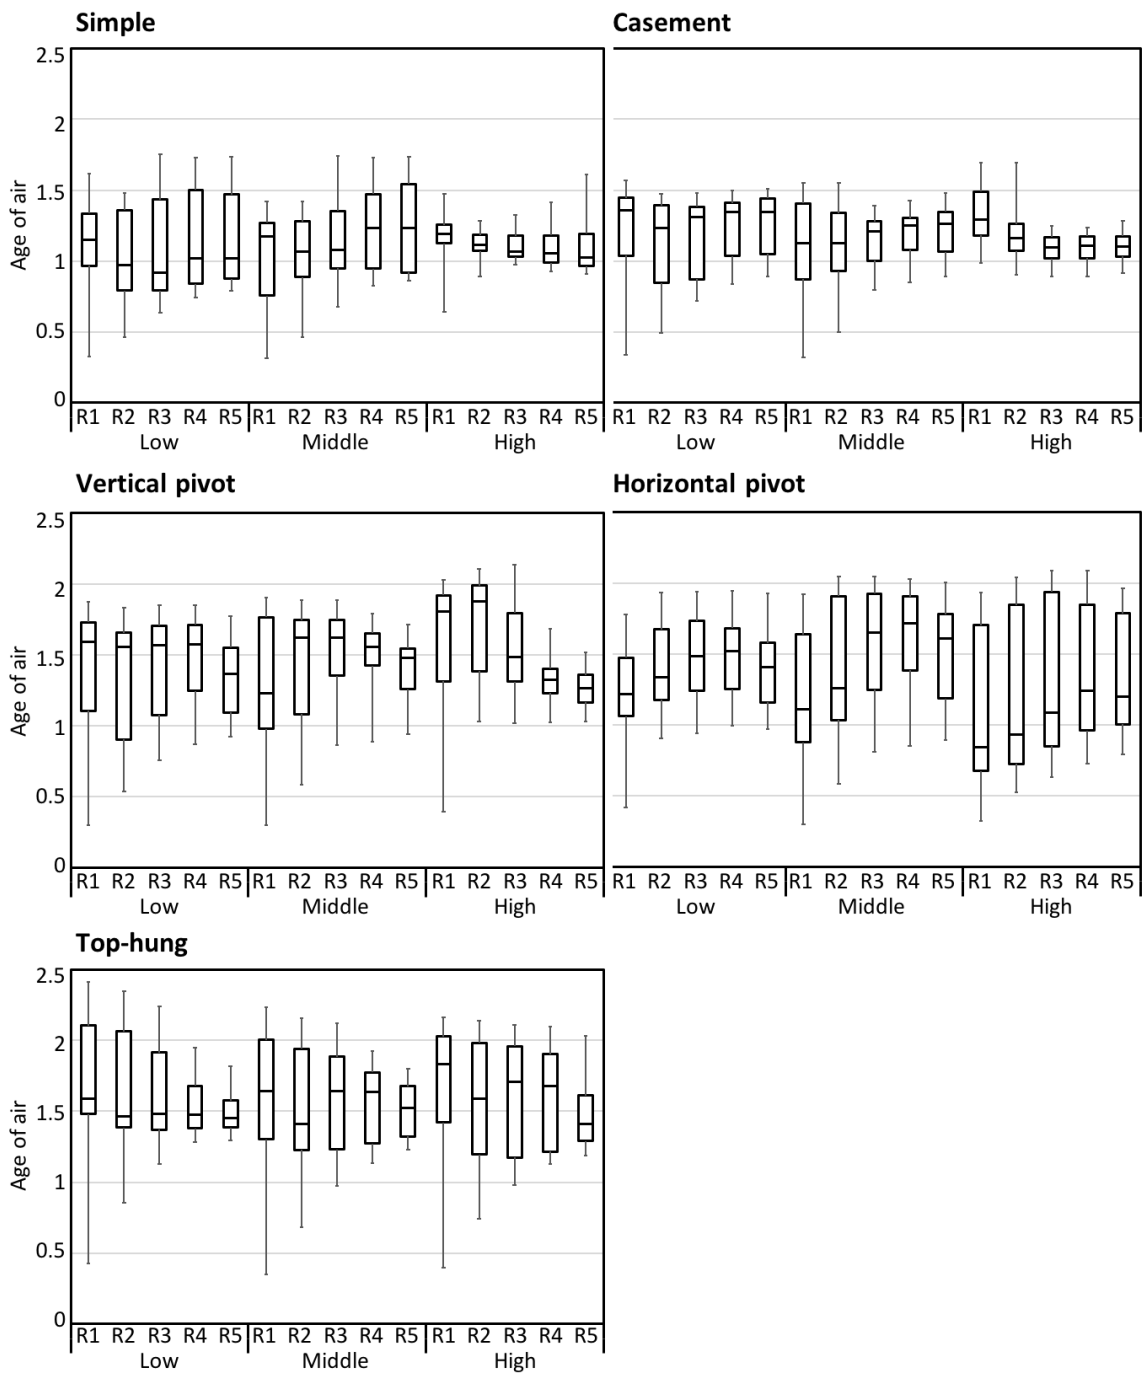 Simple
Casement
2.5
2
1.5
1
0.5
0
Age of air
R1 R2 R3 R4 R5 R1 R2 R3 R4 R5 R1 R2 R3 R4 R5
Low Middle High
R1 R2 R3 R4 R5 R1 R2 R3 R4 R5 R1 R2 R3 R4 R5
Low Middle High
Vertical pivot
Horizontal pivot
2.5
2
1.5
1
0.5
0
Age of air
R1 R2 R3 R4 R5 R1 R2 R3 R4 R5 R1 R2 R3 R4 R5
Low Middle High
R1 R2 R3 R4 R5 R1 R2 R3 R4 R5 R1 R2 R3 R4 R5
Low Middle High
Top-hung
2.5
2
1.5
1
0.5
0
Age of air
R1 R2 R3 R4 R5 R1 R2 R3 R4 R5 R1 R2 R3 R4 R5
Low Middle High